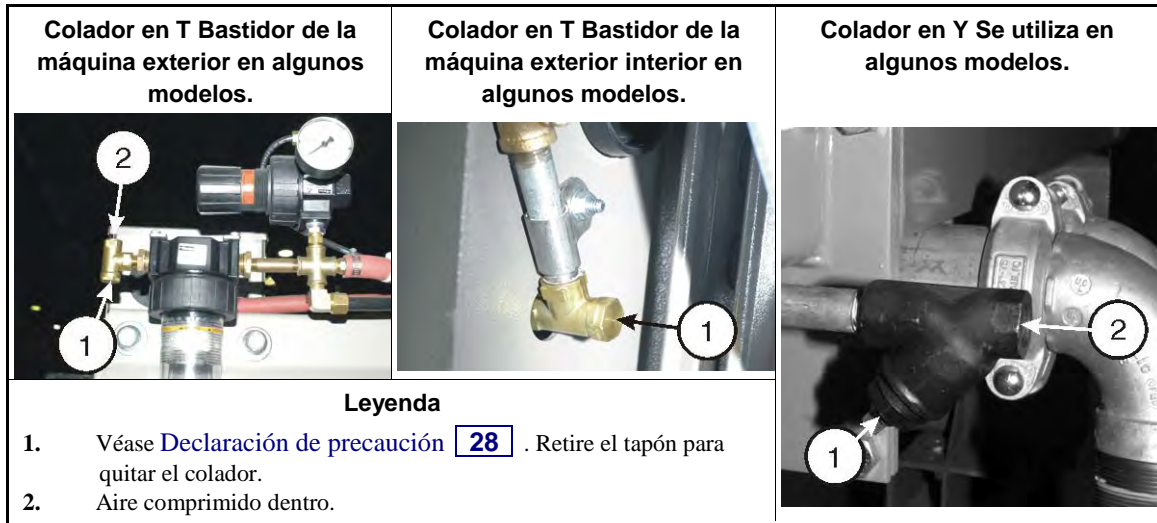 Colador en T Bastidor de la
máquina exterior en algunos
modelos.
Colador en T Bastidor de la
máquina exterior interior en
algunos modelos.
Colador en Y Se utiliza en
algunos modelos.
2
1
1
2
1
Leyenda
1. Véase Declaración de precaución 28 . Retire el tapón para
quitar el colador.
2. Aire comprimido dentro.